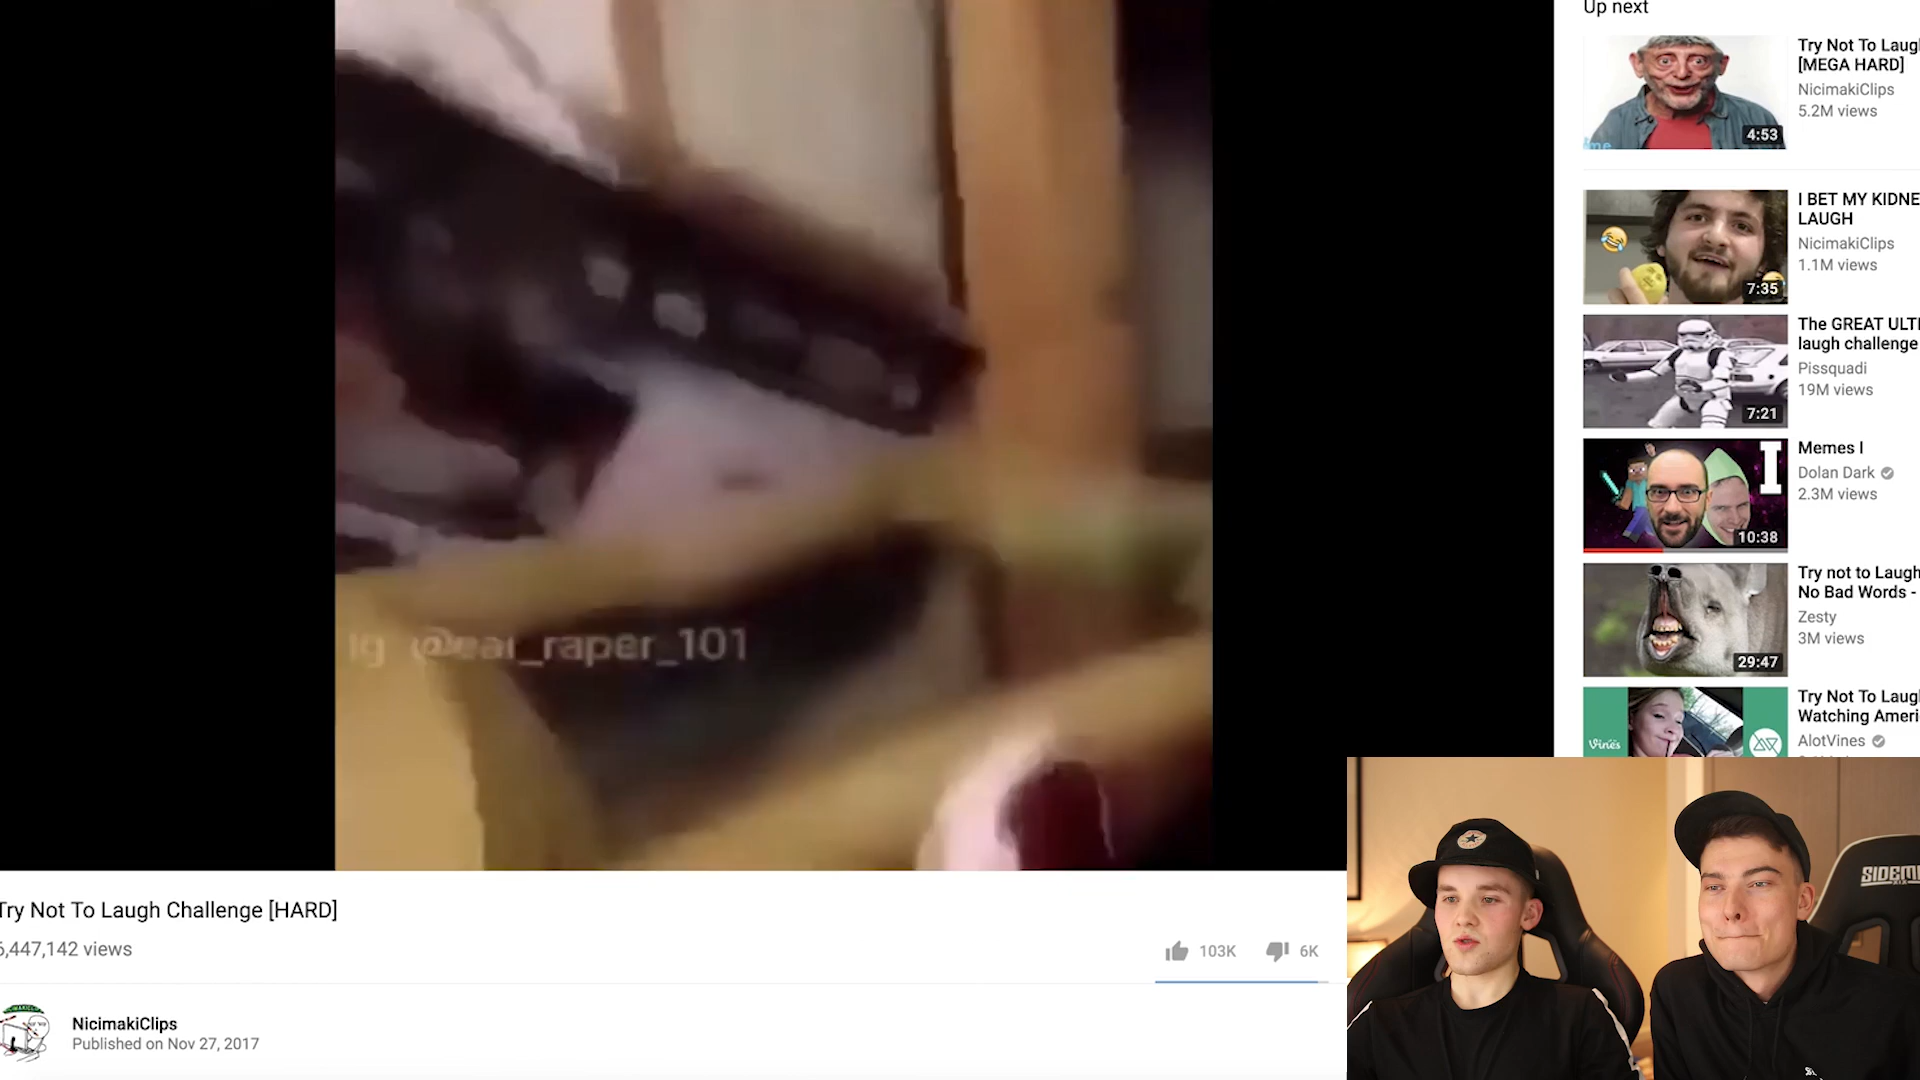 Up next
Try Not To Laugh
[MEGA HARD]
NicimakiClips
5.2M views
4:53
I BET MY KIDNE
LAUGH
NicimakiClips
1.1M views
7:35
The GREAT ULTI
laugh challenge
Pissquadi
19M views
7:21
Memes I
Dolan Dark
2.3M views
I
10:38
Try not to Laugh
No Bad Words -
Zesty
3M views
29:47
Try Not To Laugh
Watching Ameri
AlotVines
Vines
ig @ear_raper_101
Try Not To Laugh Challenge [HARD]
6,447,142 views
103K
6K
NicimakiClips
Published on Nov 27, 2017
SIDEM